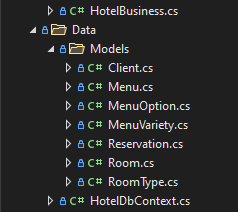 C# HotelBusiness.cs
Data
Models
C# Client.cs
C# Menu.cs
C# MenuOption.cs
C# MenuVariety.cs
C# Reservation.cs
C# Room.cs
C# RoomType.cs
C# HotelDbContext.cs